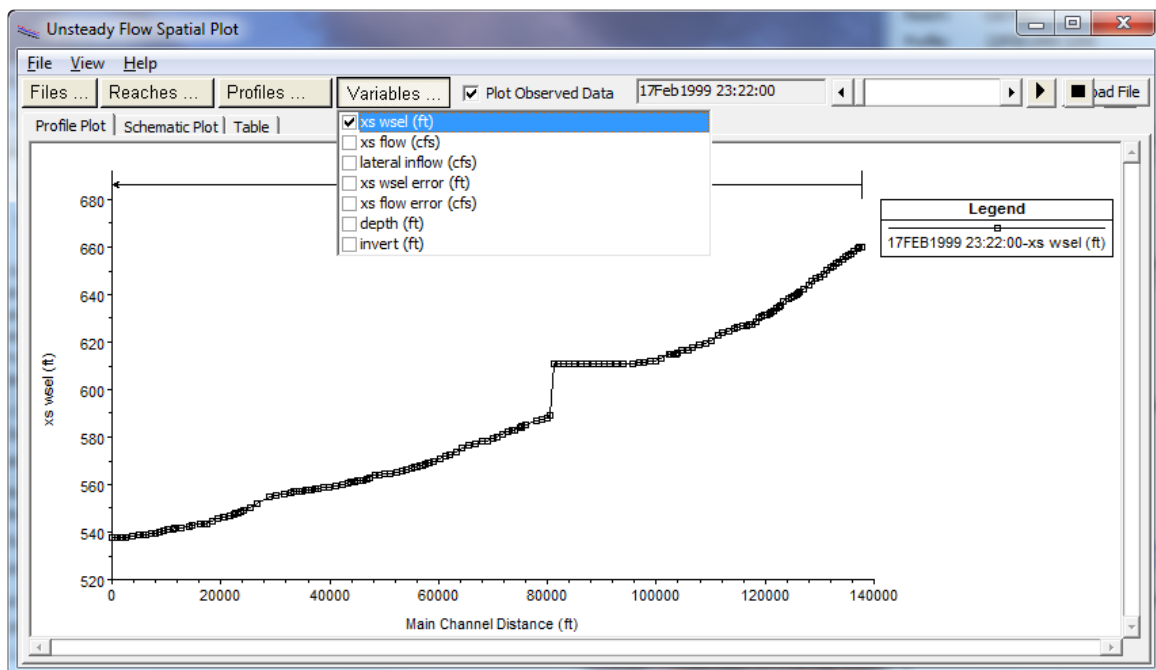 Unsteady Flow Spatial Plot
File View Help
Files ... Reaches ... Profiles ... Variables ... Plot Observed Data 17Feb1999 23:22:00 oad File
Profile Plot Schematic Plot Table
xs wsel (ft)
xs flow (cfs)
lateral inflow (cfs)
xs wsel error (ft)
xs flow error (cfs)
depth (ft)
invert (ft)
Legend
17FEB1999 23:22:00-xs wsel (ft)
xs wsel (ft)
680
660
640
620
600
580
560
540
520
0 20000 40000 60000 80000 100000 120000 140000
Main Channel Distance (ft)